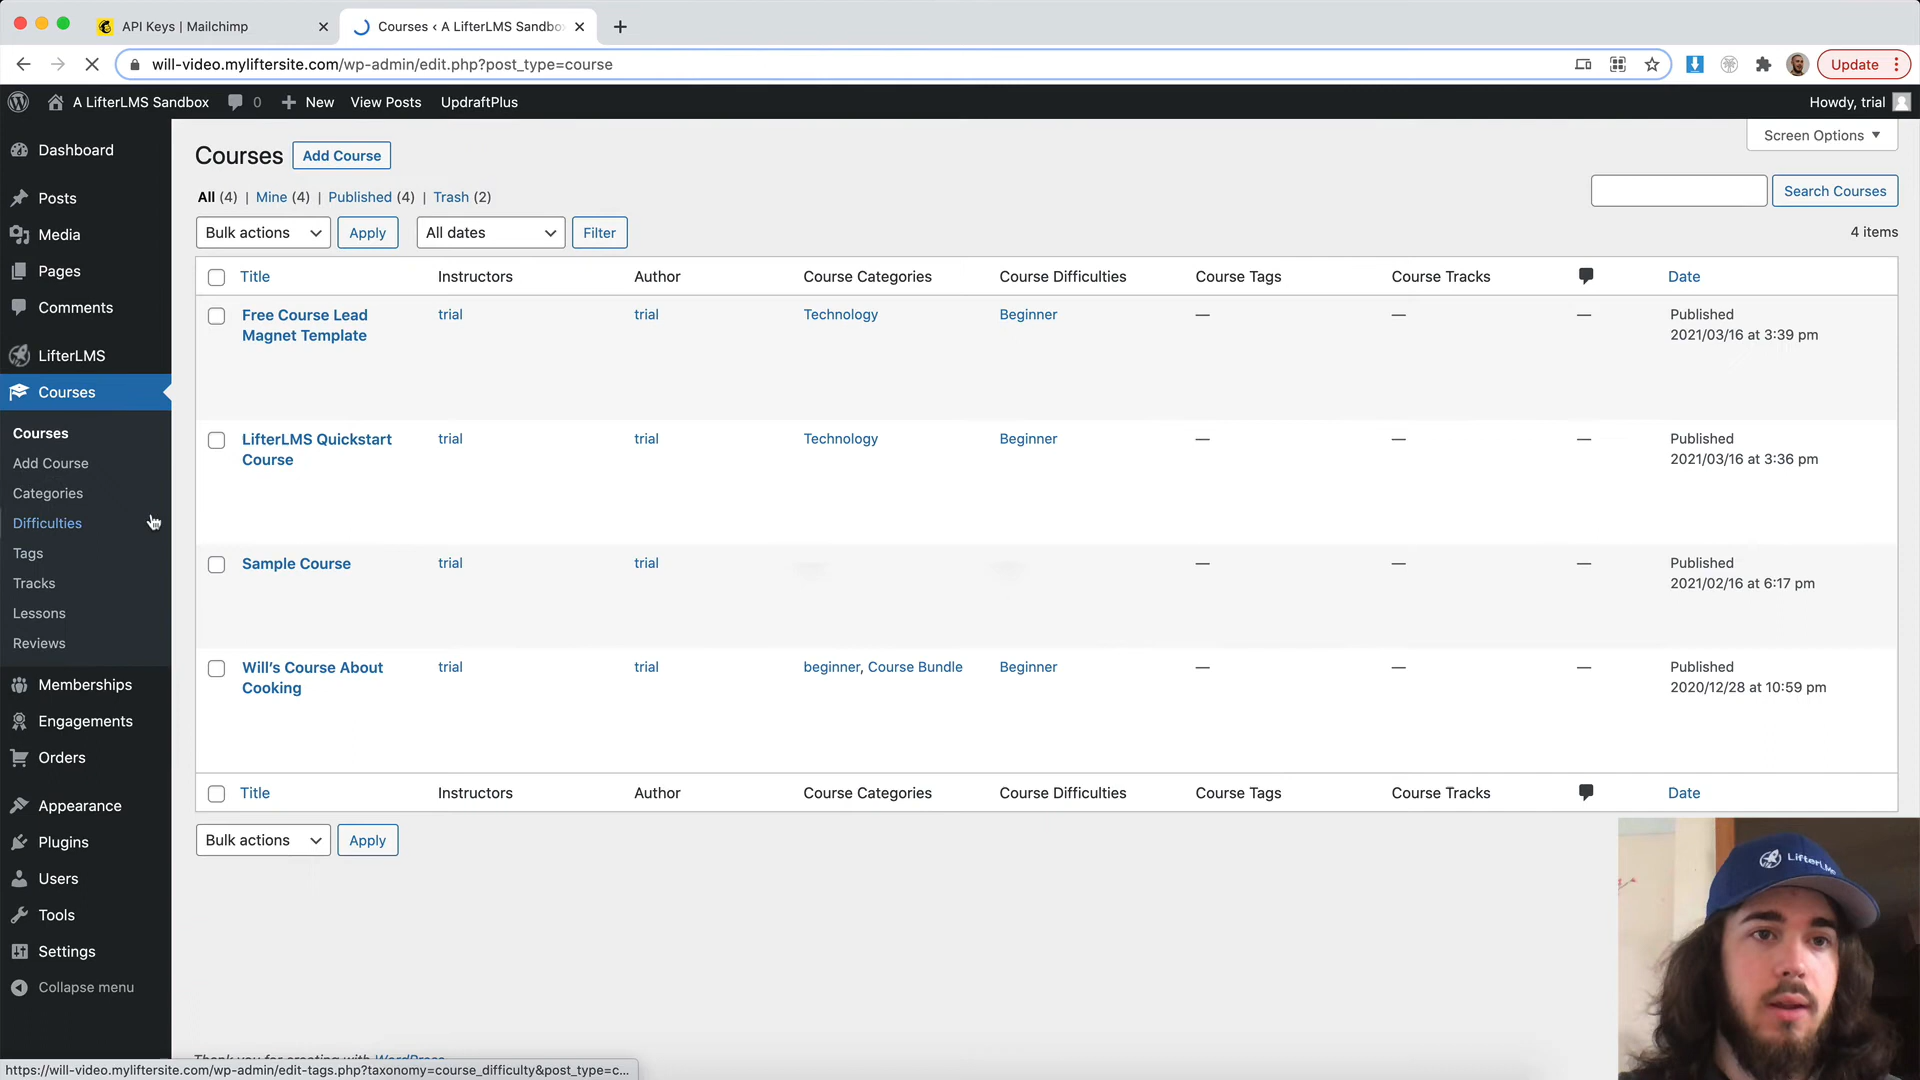 API Keys | Mailchimp
Courses ‹ A LifterLMS Sandbo
will-video.myliftersite.com/wp-admin/edit.php?post_type=course
Update
A LifterLMS Sandbox
0
New
View Posts
UpdraftPlus
Howdy, trial
Dashboard
Posts
Media
Pages
Comments
LifterLMS
Courses
Courses
Add Course
Categories
Difficulties
Tags
Tracks
Lessons
Reviews
Memberships
Engagements
Orders
Appearance
Plugins
Users
Tools
Settings
Collapse menu
Courses Add Course
Screen Options
All (4) | Mine (4) | Published (4) | Trash (2)
Search Courses
Bulk actions Apply All dates Filter
4 items
Title Instructors Author Course Categories Course Difficulties Course Tags Course Tracks Date
Free Course Lead trial trial Technology Beginner — — — Published
Magnet Template 2021/03/16 at 3:39 pm
LifterLMS Quickstart trial trial Technology Beginner — — — Published
Course 2021/03/16 at 3:36 pm
Sample Course trial trial — — — Published
2021/02/16 at 6:17 pm
Will's Course About trial trial beginner, Course Bundle Beginner — — — Published
Cooking 2020/12/28 at 10:59 pm
Title Instructors Author Course Categories Course Difficulties Course Tags Course Tracks Date
Bulk actions Apply
LifterLMS
Thank you for creating with WordPress
https://will-video.myliftersite.com/wp-admin/edit-tags.php?taxonomy=course_difficulty&post_type=c...